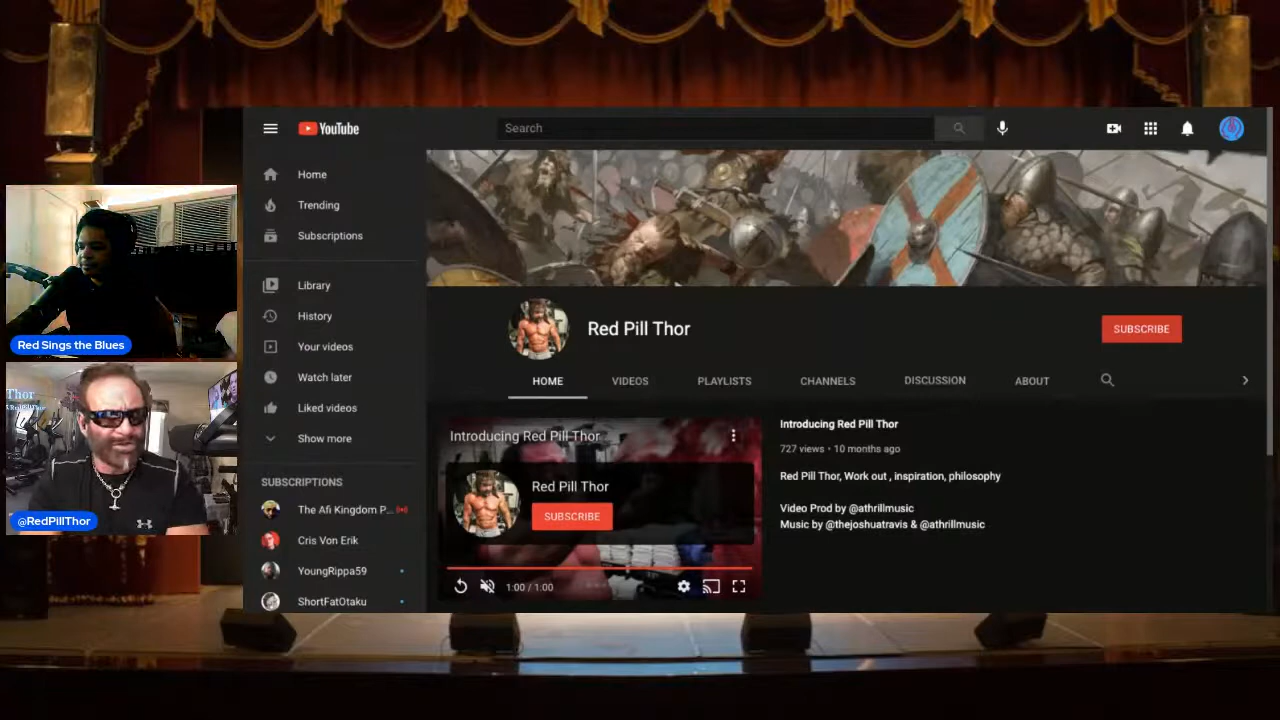 YouTube
Search
Home
Trending
Subscriptions
Library
History
Your videos
Watch later
Liked videos
Show more
SUBSCRIPTIONS
The Afi Kingdom P...
Cris Von Erik
YoungRippa59
ShortFatOtaku
Red Sings the Blues
Thor
@RedPillThor
Red Pill Thor
SUBSCRIBE
HOME
VIDEOS
PLAYLISTS
CHANNELS
DISCUSSION
ABOUT
Introducing Red Pill Thor
Red Pill Thor
SUBSCRIBE
1:00 / 1:00
Introducing Red Pill Thor
727 views • 10 months ago
Red Pill Thor, Work out , inspiration, philosophy
Video Prod by @athrillmusic
Music by @thejoshuatravis & @athrillmusic